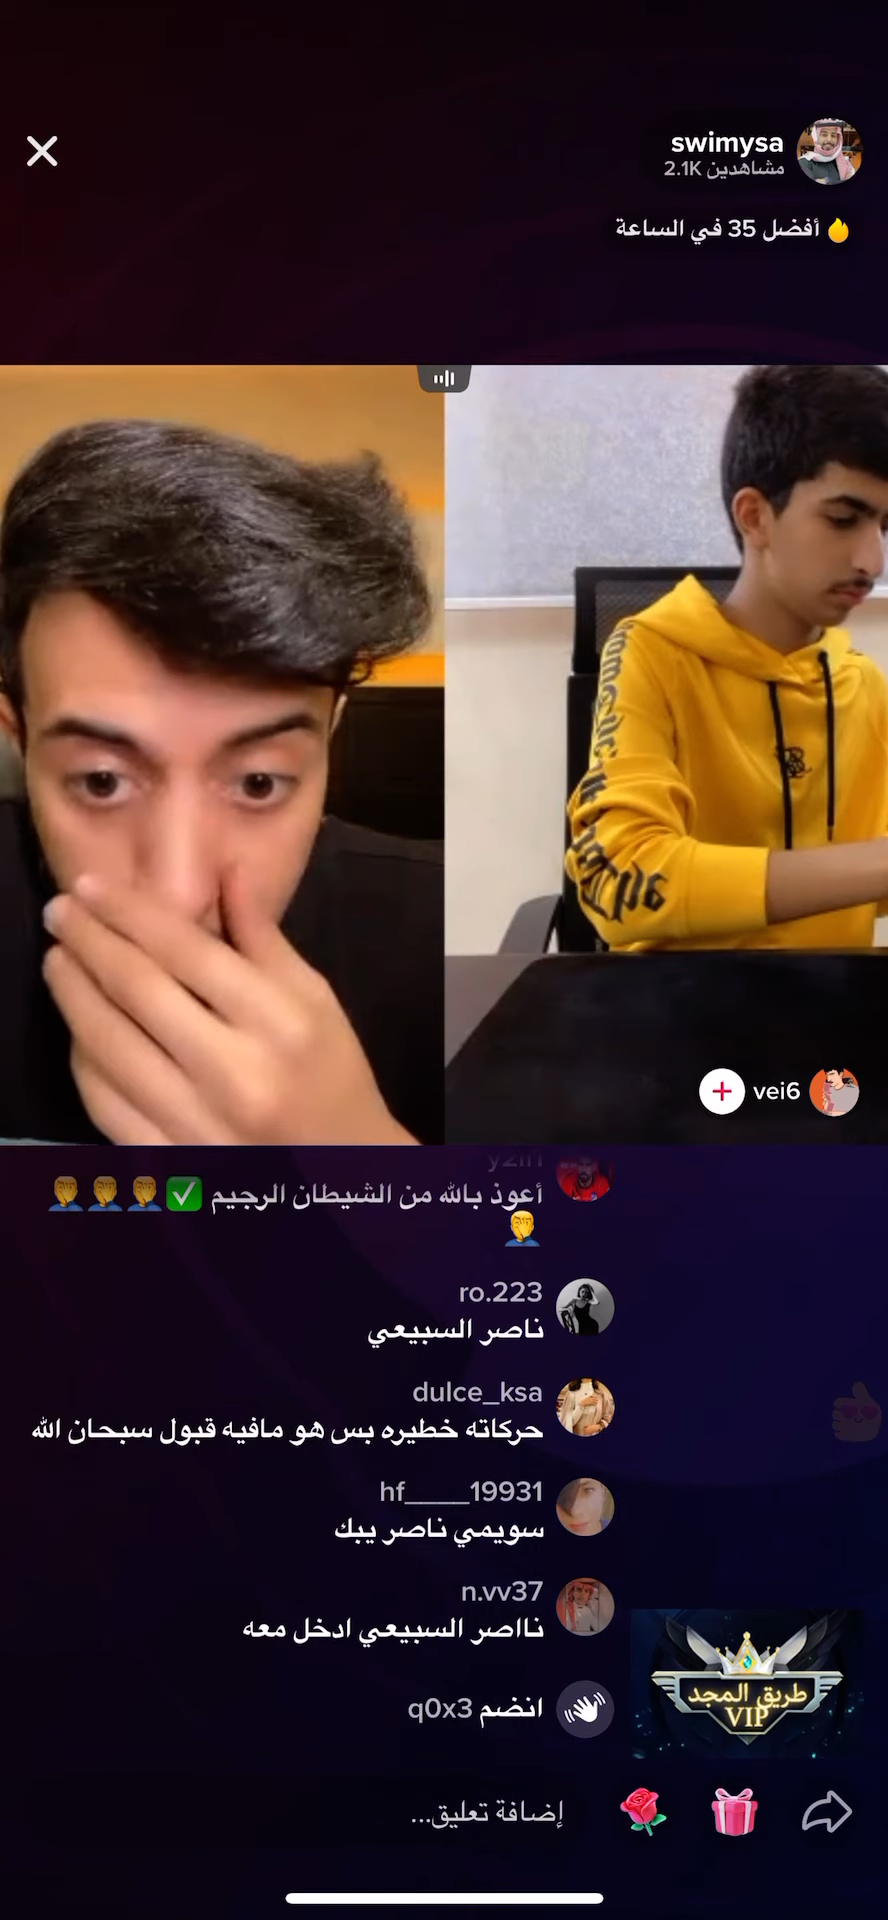 swimysa
2.1K مشاهدين
أفضل 35 في الساعة
vei6
أعوذ بالله من الشيطان الرجيم ✅🤦‍♂️🤦‍♂️🤦‍♂️
🤦‍♂️
ro.223
ناصر السبيعي
dulce_ksa
حركاته خطيره بس هو مافيه قبول سبحان الله
hf____19931
سويمي ناصر يبك
n.vv37
نااصر السبيعي ادخل معه
طريق المجد
VIP
q0x3 انضم
إضافة تعليق...